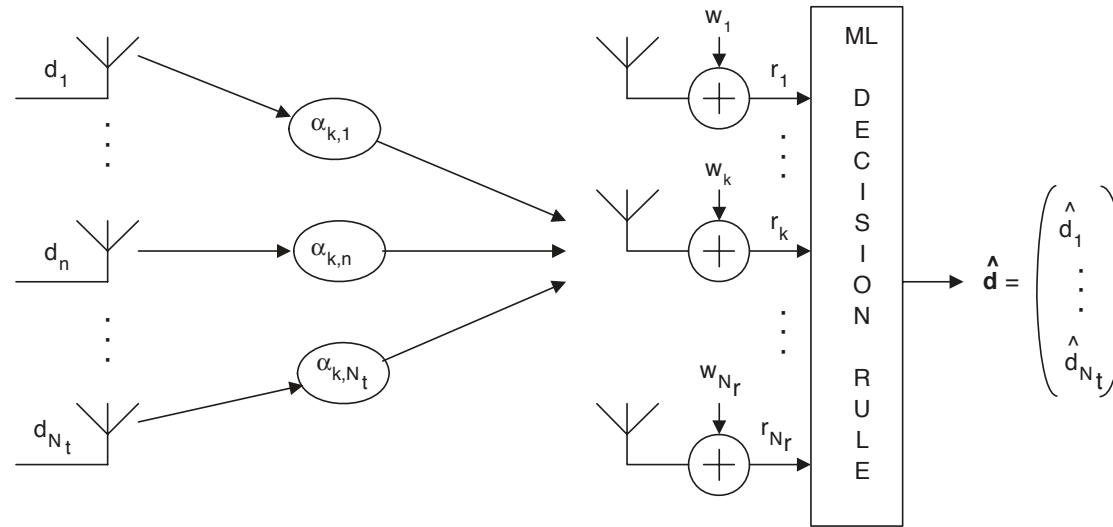 d_1
d_n
d_{N_t}
α_{k,1}
α_{k,n}
α_{k,N_t}
w_1
r_1
w_k
r_k
w_{N_r}
r_{N_r}
ML
D
E
C
I
S
I
O
N
R
U
L
E
d̂ =
d̂_1
d̂_{N_t}